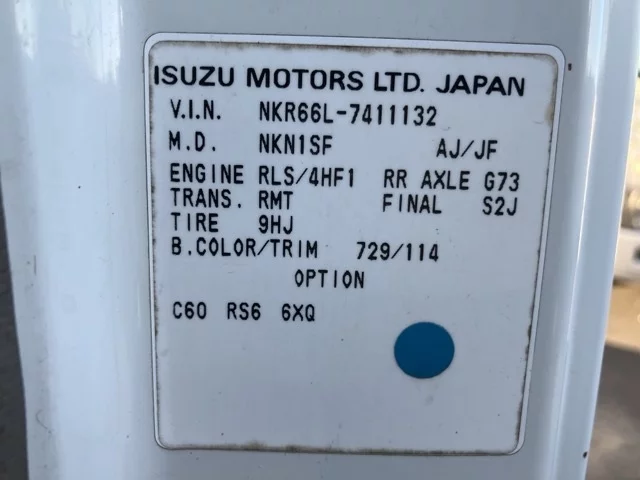 ISUZU MOTORS LTD. JAPAN
V.I.N. NKR66L-7411132
M.D. NKN1SF AJ/JF
ENGINE RLS/4HF1 RR AXLE G73
TRANS. RMT FINAL S2J
TIRE 9HJ
B.COLOR/TRIM 729/114
OPTION
C60 RS6 6XQ